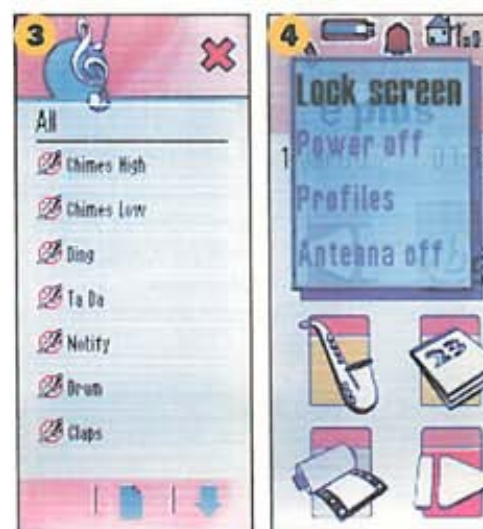 3
All
Chimes High
Chimes Low
Ding
Ta Da
Notify
Drum
Claps
4
Lock screen
Power off
Profiles
Antenna off
23